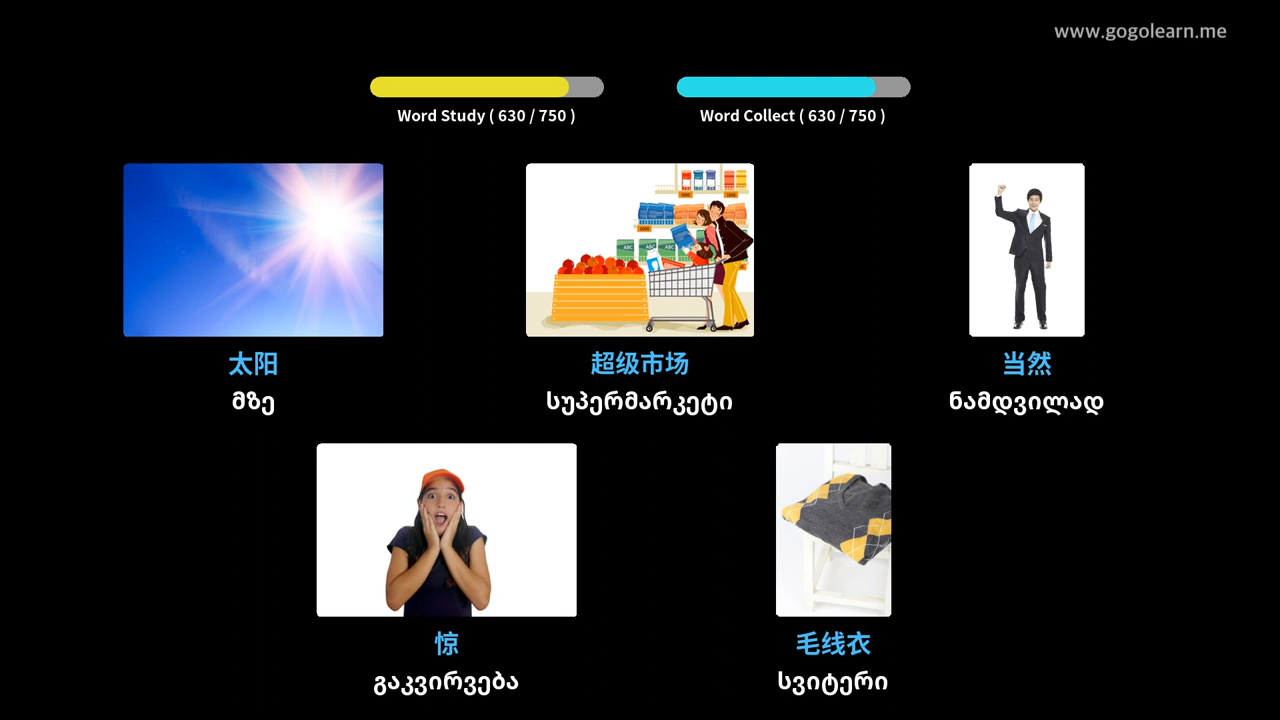 www.gogolearn.me
Word Study ( 630 / 750 )
Word Collect ( 630 / 750 )
太阳
მზე
超级市场
სუპერმარკეტი
当然
ნამდვილად
惊
გაკვირვება
毛线衣
სვიტერი